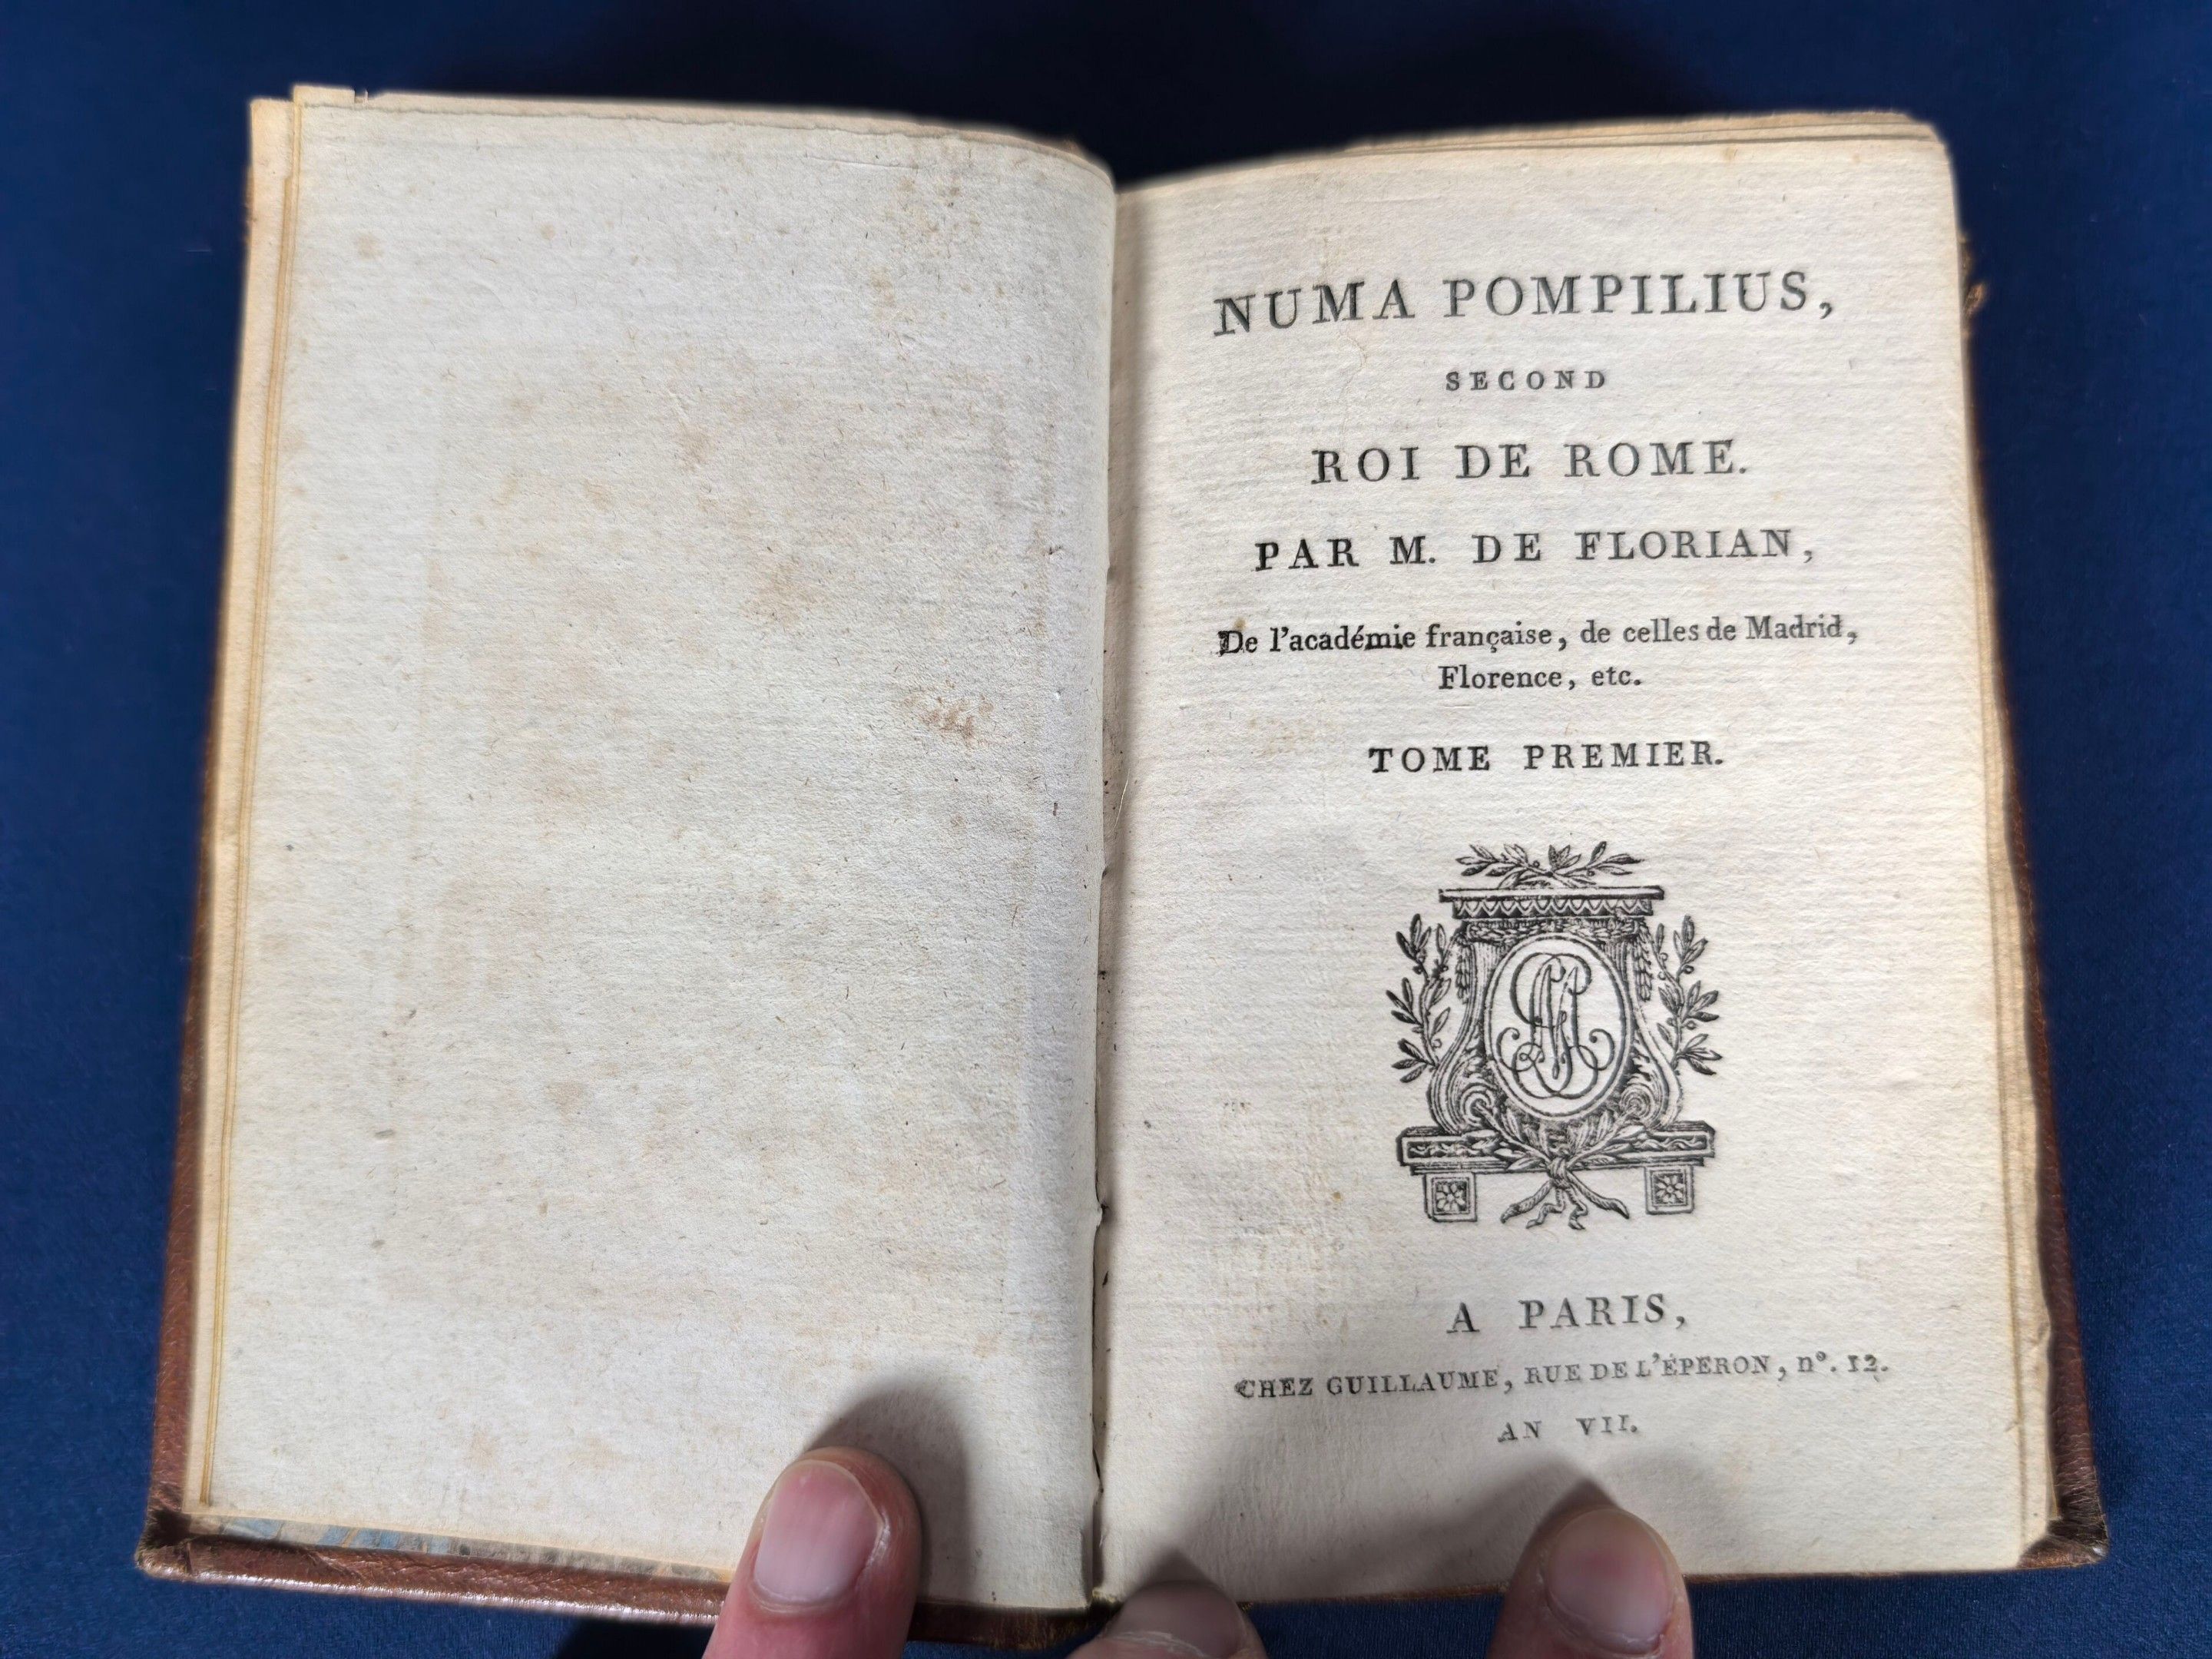 NUMA POMPILIUS,
SECOND
ROI DE ROME.
PAR M. DE FLORIAN,
De l'académie française, de celles de Madrid,
Florence, etc.
TOME PREMIER.
A PARIS,
CHEZ GUILLAUME, RUE DE L'ÉPERON, nº. 12.
AN VII.